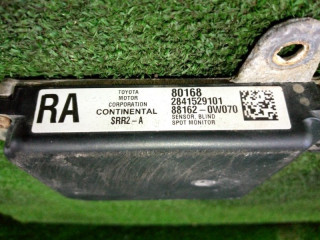 RA
TOYOTA
MOTOR
CORPORATION
CONTINENTAL
SRR2-A
80168
2841529101
88162-0W070
SENSOR, BLIND
SPOT MONITOR